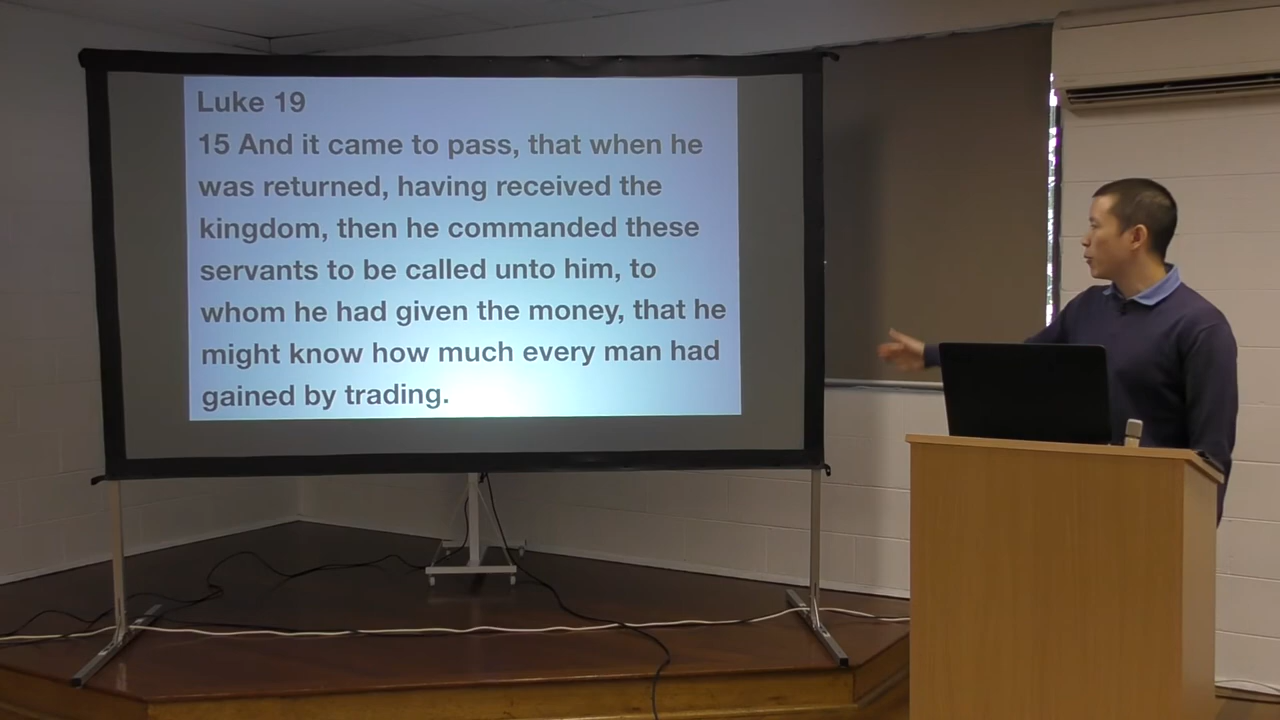 Luke 19
15 And it came to pass, that when he
was returned, having received the
kingdom, then he commanded these
servants to be called unto him, to
whom he had given the money, that he
might know how much every man had
gained by trading.